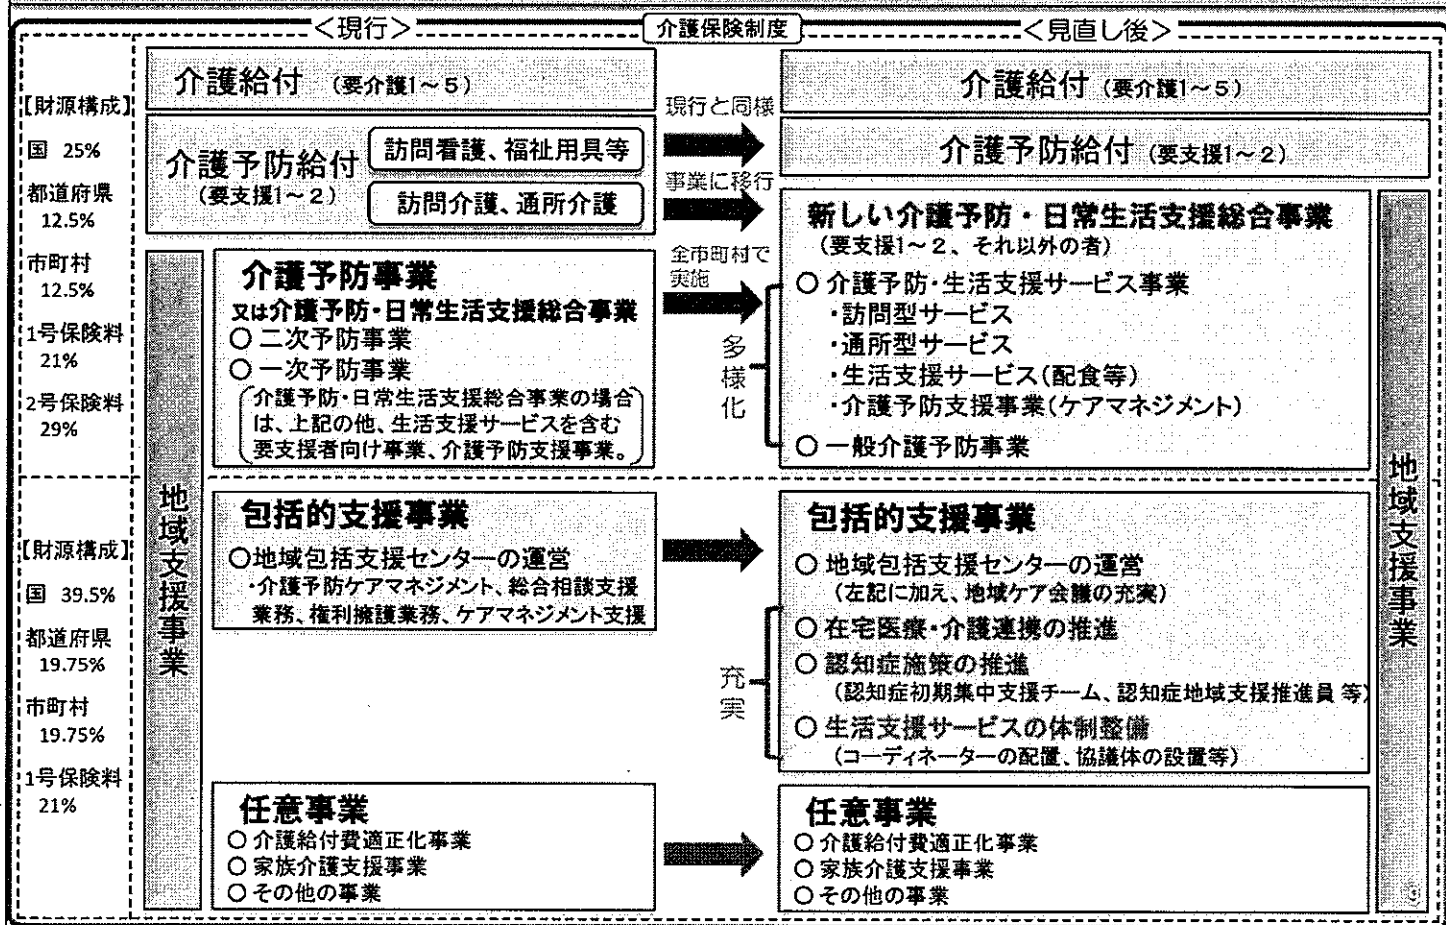 介護保険制度
＜現行＞
＜見直し後＞
【財源構成】
国 25%
都道府県
12.5%
市町村
12.5%
1号保険料
21%
2号保険料
29%
【財源構成】
国 39.5%
都道府県
19.75%
市町村
19.75%
1号保険料
21%
介護給付 (要介護1～5)
介護予防給付
(要支援1～2)
訪問看護、福祉用具等
訪問介護、通所介護
地域支援事業
介護予防事業
又は介護予防・日常生活支援総合事業
○ 二次予防事業
○ 一次予防事業
介護予防・日常生活支援総合事業の場合
は、上記の他、生活支援サービスを含む
要支援者向け事業、介護予防支援事業。
包括的支援事業
○地域包括支援センターの運営
・介護予防ケアマネジメント、総合相談支援
業務、権利擁護業務、ケアマネジメント支援
任意事業
○ 介護給付費適正化事業
○ 家族介護支援事業
○ その他の事業
現行と同様
事業に移行
全市町村で
実施
多様化
充実
介護給付 (要介護1～5)
介護予防給付 (要支援1～2)
新しい介護予防・日常生活支援総合事業
(要支援1～2、それ以外の者)
○ 介護予防・生活支援サービス事業
・訪問型サービス
・通所型サービス
・生活支援サービス(配食等)
・介護予防支援事業(ケアマネジメント)
○ 一般介護予防事業
包括的支援事業
○ 地域包括支援センターの運営
(左記に加え、地域ケア会議の充実)
○ 在宅医療・介護連携の推進
○ 認知症施策の推進
(認知症初期集中支援チーム、認知症地域支援推進員 等)
○ 生活支援サービスの体制整備
(コーディネーターの配置、協議体の設置等)
任意事業
○ 介護給付費適正化事業
○ 家族介護支援事業
○ その他の事業
地域支援事業